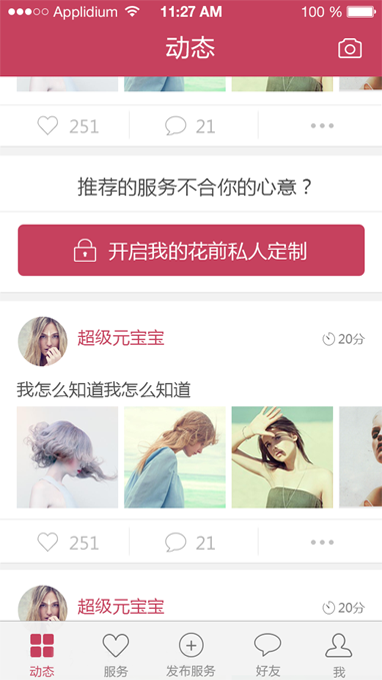 Applidium 11:27 AM 100 %
动态
251 21
推荐的服务不合你的心意？
开启我的花前私人定制
超级元宝宝 20分
我怎么知道我怎么知道
251 21
超级元宝宝 20分
动态 服务 发布服务 好友 我